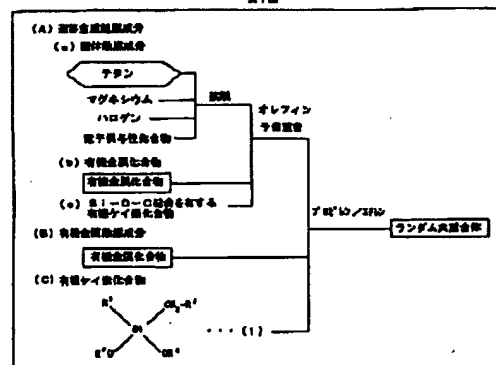 (A) 遷移金属触媒成分
(a) 固体触媒成分
チタン
マグネシウム
ハロゲン
電子供与性化合物
接触
オレフィン
予備重合
(b) 有機金属化合物
有機金属化合物
(c) Si-O-C結合を有する
有機ケイ素化合物
プロピレン/エチレン
ランダム共重合体
(B) 有機金属触媒成分
有機金属化合物
(C) 有機ケイ素化合物
Si
・・・(1)